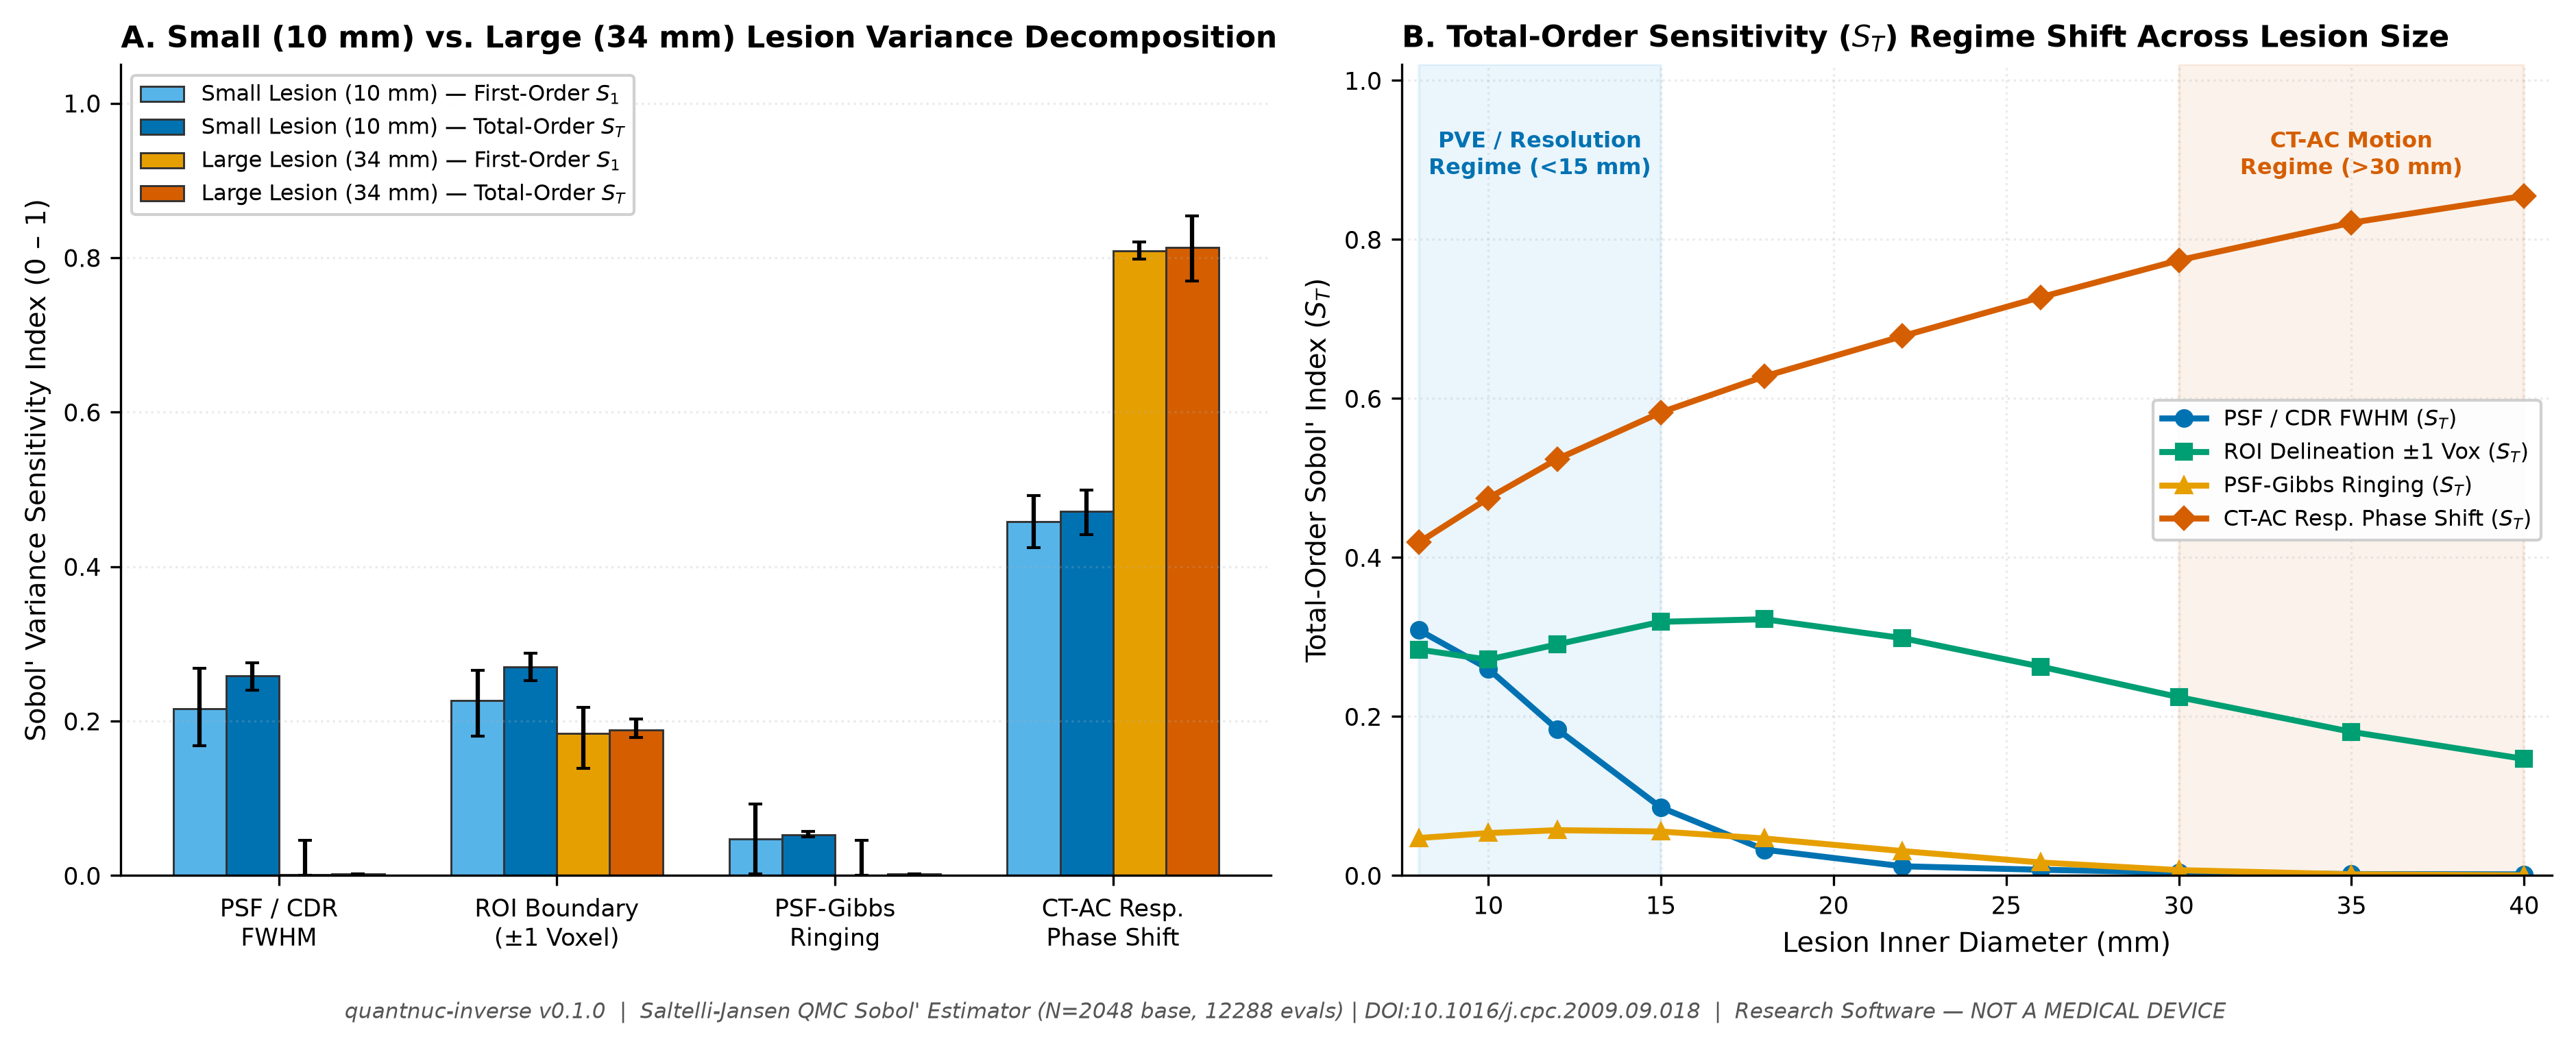 A. Small (10 mm) vs. Large (34 mm) Lesion Variance Decomposition
Small Lesion (10 mm) — First-Order S₁
Small Lesion (10 mm) — Total-Order S_T
Large Lesion (34 mm) — First-Order S₁
Large Lesion (34 mm) — Total-Order S_T
Sobol' Variance Sensitivity Index (0 – 1)
1.0
0.8
0.6
0.4
0.2
0.0
PSF / CDR
FWHM
ROI Boundary
(±1 Voxel)
PSF-Gibbs
Ringing
CT-AC Resp.
Phase Shift
B. Total-Order Sensitivity (S_T) Regime Shift Across Lesion Size
PVE / Resolution
Regime (<15 mm)
CT-AC Motion
Regime (>30 mm)
PSF / CDR FWHM (S_T)
ROI Delineation ±1 Vox (S_T)
PSF-Gibbs Ringing (S_T)
CT-AC Resp. Phase Shift (S_T)
Total-Order Sobol' Index (S_T)
1.0
0.8
0.6
0.4
0.2
0.0
10 15 20 25 30 35 40
Lesion Inner Diameter (mm)
quantnuc-inverse v0.1.0 | Saltelli-Jansen QMC Sobol' Estimator (N=2048 base, 12288 evals) | DOI:10.1016/j.cpc.2009.09.018 | Research Software — NOT A MEDICAL DEVICE